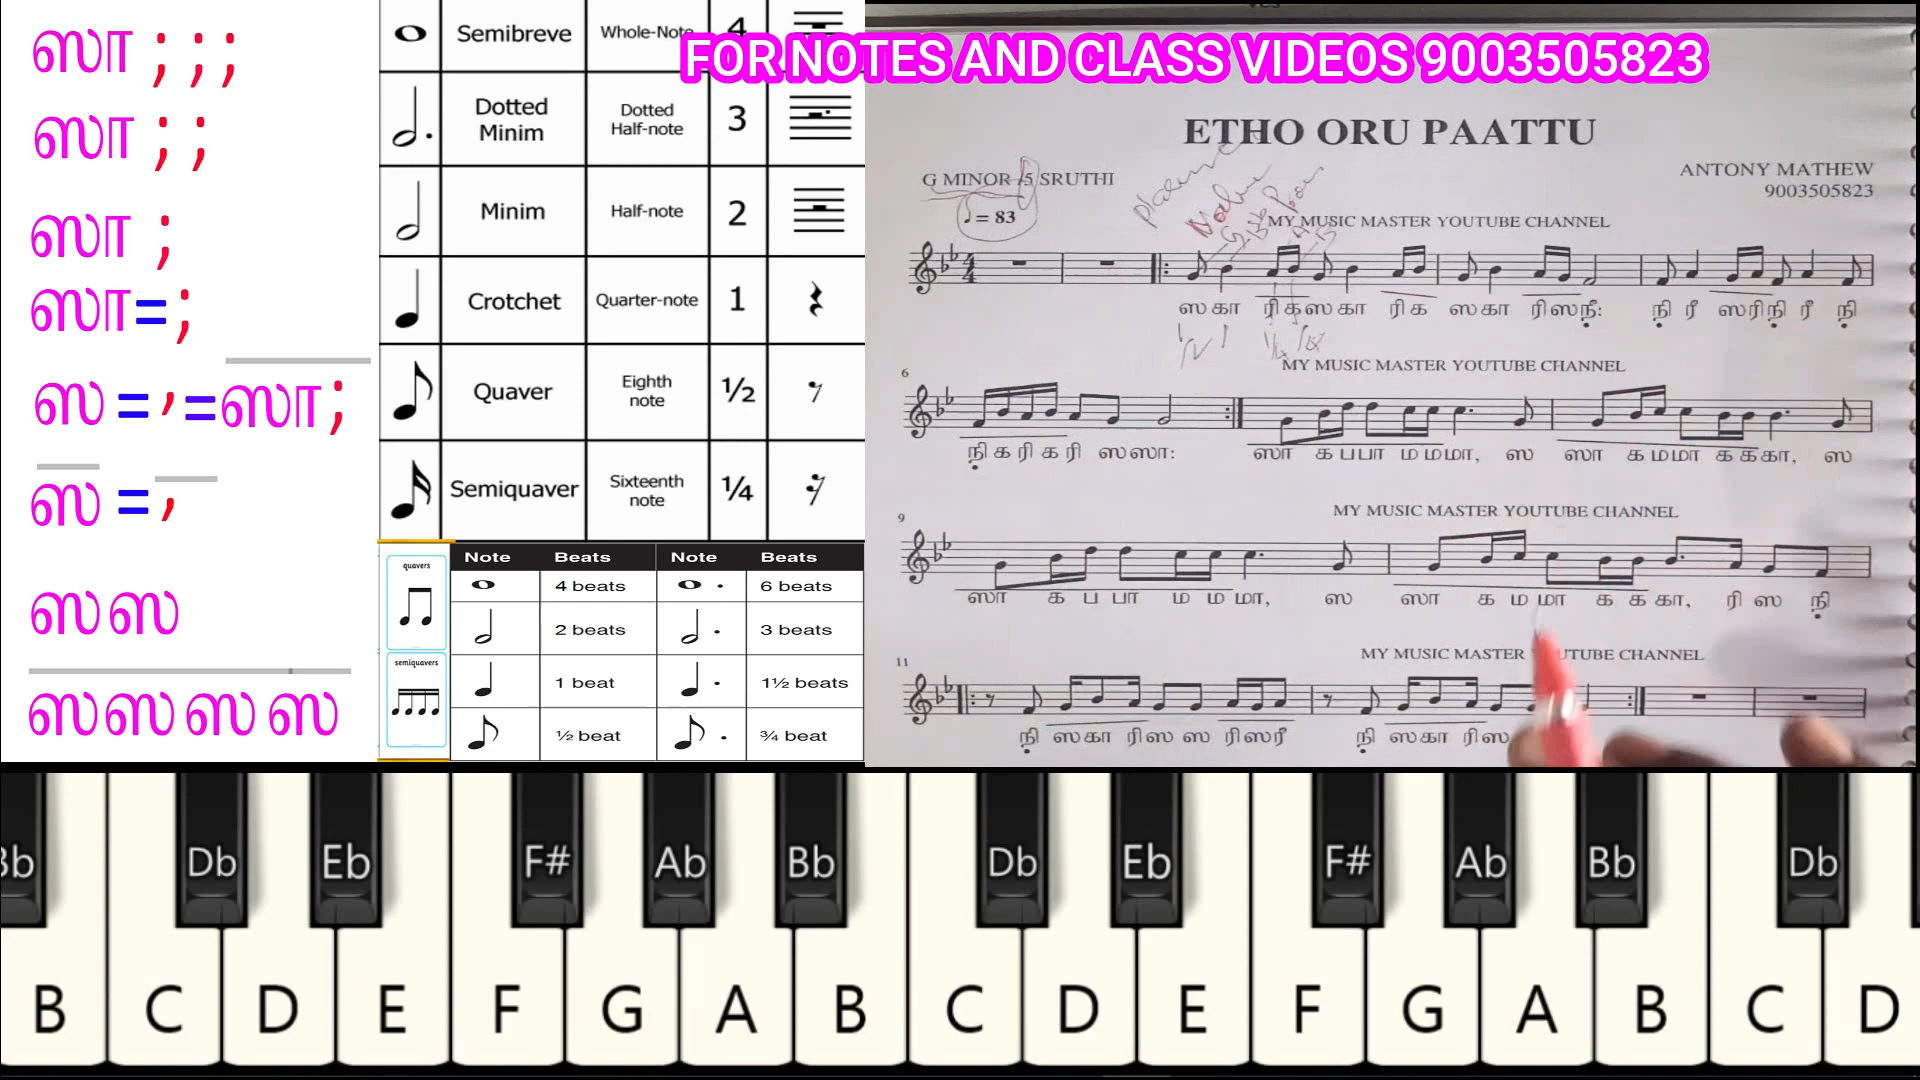 ஸா ; ; ;
ஸா ; ;
ஸா ;
ஸா=;
ஸ =,=ஸா;
ஸ =,
ஸஸ
ஸஸஸஸ
Semibreve Whole-Note 4
Dotted Minim Dotted Half-note 3
Minim Half-note 2
Crotchet Quarter-note 1
Quaver Eighth note ½
Semiquaver Sixteenth note ¼
quavers
semiquavers
Note Beats Note Beats
4 beats 6 beats
2 beats 3 beats
1 beat 1½ beats
½ beat ¾ beat
FOR NOTES AND CLASS VIDEOS 9003505823
ETHO ORU PAATTU
G MINOR /5 SRUTHI
ANTONY MATHEW
9003505823
♩ = 83
MY MUSIC MASTER YOUTUBE CHANNEL
ஸ கா ரி க ஸ கா ரி க ஸ கா ரி ஸ நீ: நி ரீ ஸ ரி நி ரீ நி
MY MUSIC MASTER YOUTUBE CHANNEL
6
நி க ரி க ரி ஸ ஸா: ஸா க ப பா ம ம மா, ஸ ஸா க ம மா க க கா, ஸ
MY MUSIC MASTER YOUTUBE CHANNEL
9
ஸா க ப பா ம ம மா, ஸ ஸா க ம மா க க கா, ரி ஸ நி
MY MUSIC MASTER YOUTUBE CHANNEL
11
நி ஸ கா ரி ஸ ஸ ரி ஸ ரீ நி ஸ கா ரி ஸ
Bb Db Eb F# Ab Bb Db Eb F# Ab Bb Db
B C D E F G A B C D E F G A B C D